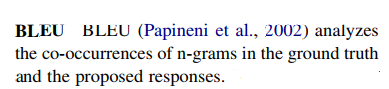 BLEU BLEU (Papineni et al., 2002) analyzes
the co-occurrences of n-grams in the ground truth
and the proposed responses.